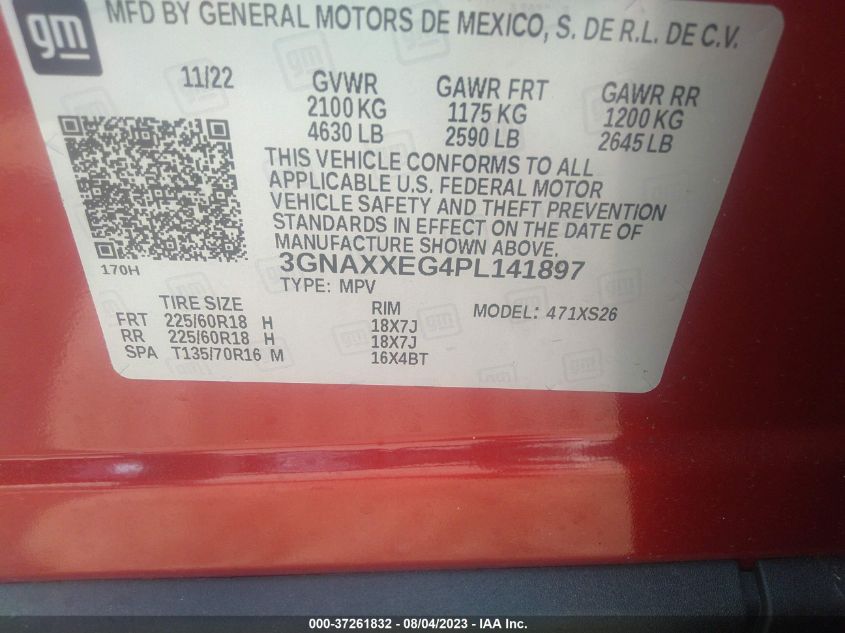 gm
MFD BY GENERAL MOTORS DE MEXICO, S. DE R.L. DE C.V.
11/22 GVWR GAWR FRT GAWR RR
2100 KG 1175 KG 1200 KG
4630 LB 2590 LB 2645 LB
THIS VEHICLE CONFORMS TO ALL
APPLICABLE U.S. FEDERAL MOTOR
VEHICLE SAFETY AND THEFT PREVENTION
STANDARDS IN EFFECT ON THE DATE OF
MANUFACTURE SHOWN ABOVE.
170H 3GNAXXEG4PL141897
TYPE: MPV
TIRE SIZE RIM MODEL: 471XS26
FRT 225/60R18 H 18X7J
RR 225/60R18 H 18X7J
SPA T135/70R16 M 16X4BT
000-37261832 - 08/04/2023 - IAA Inc.